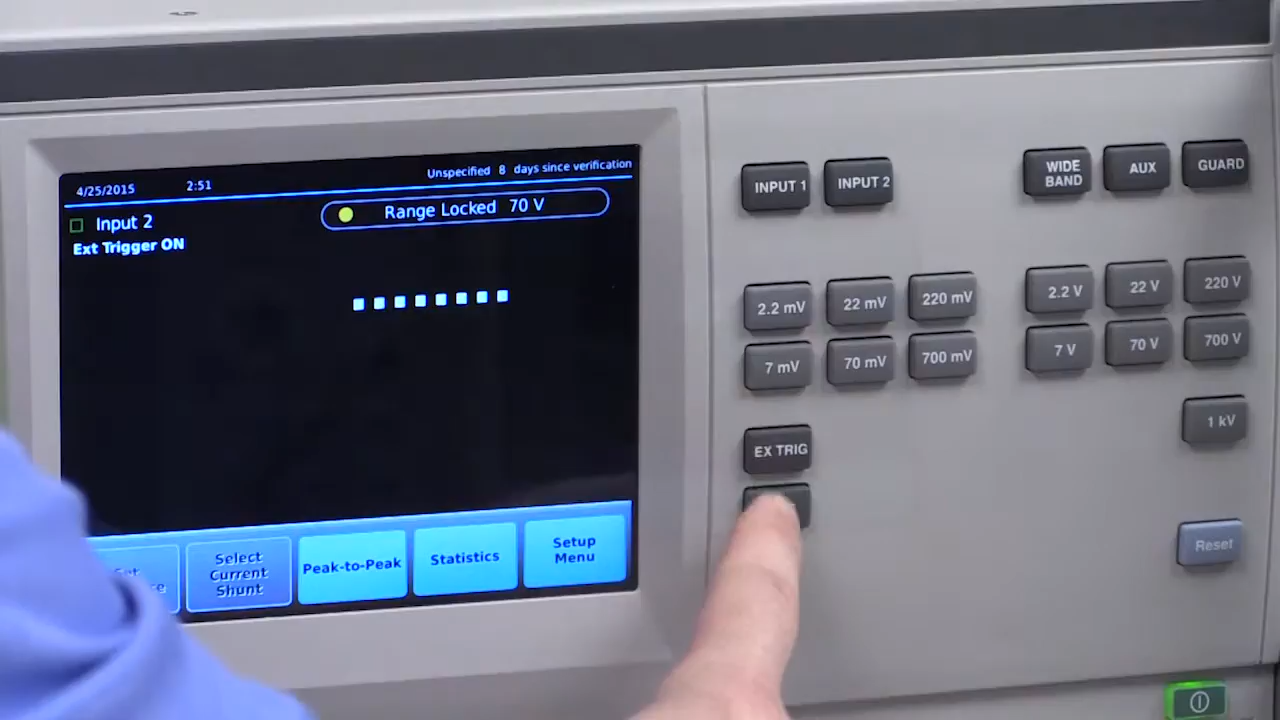 4/25/2015 2:51 Unspecified 8 days since verification
Input 2
Range Locked 70 V
Ext Trigger ON
Select
Current
Shunt
Peak-to-Peak
Statistics
Setup
Menu
INPUT 1 INPUT 2
WIDE
BAND
AUX
GUARD
2.2 mV 22 mV 220 mV 2.2 V 22 V 220 V
7 mV 70 mV 700 mV 7 V 70 V 700 V
1 kV
EX TRIG
Reset